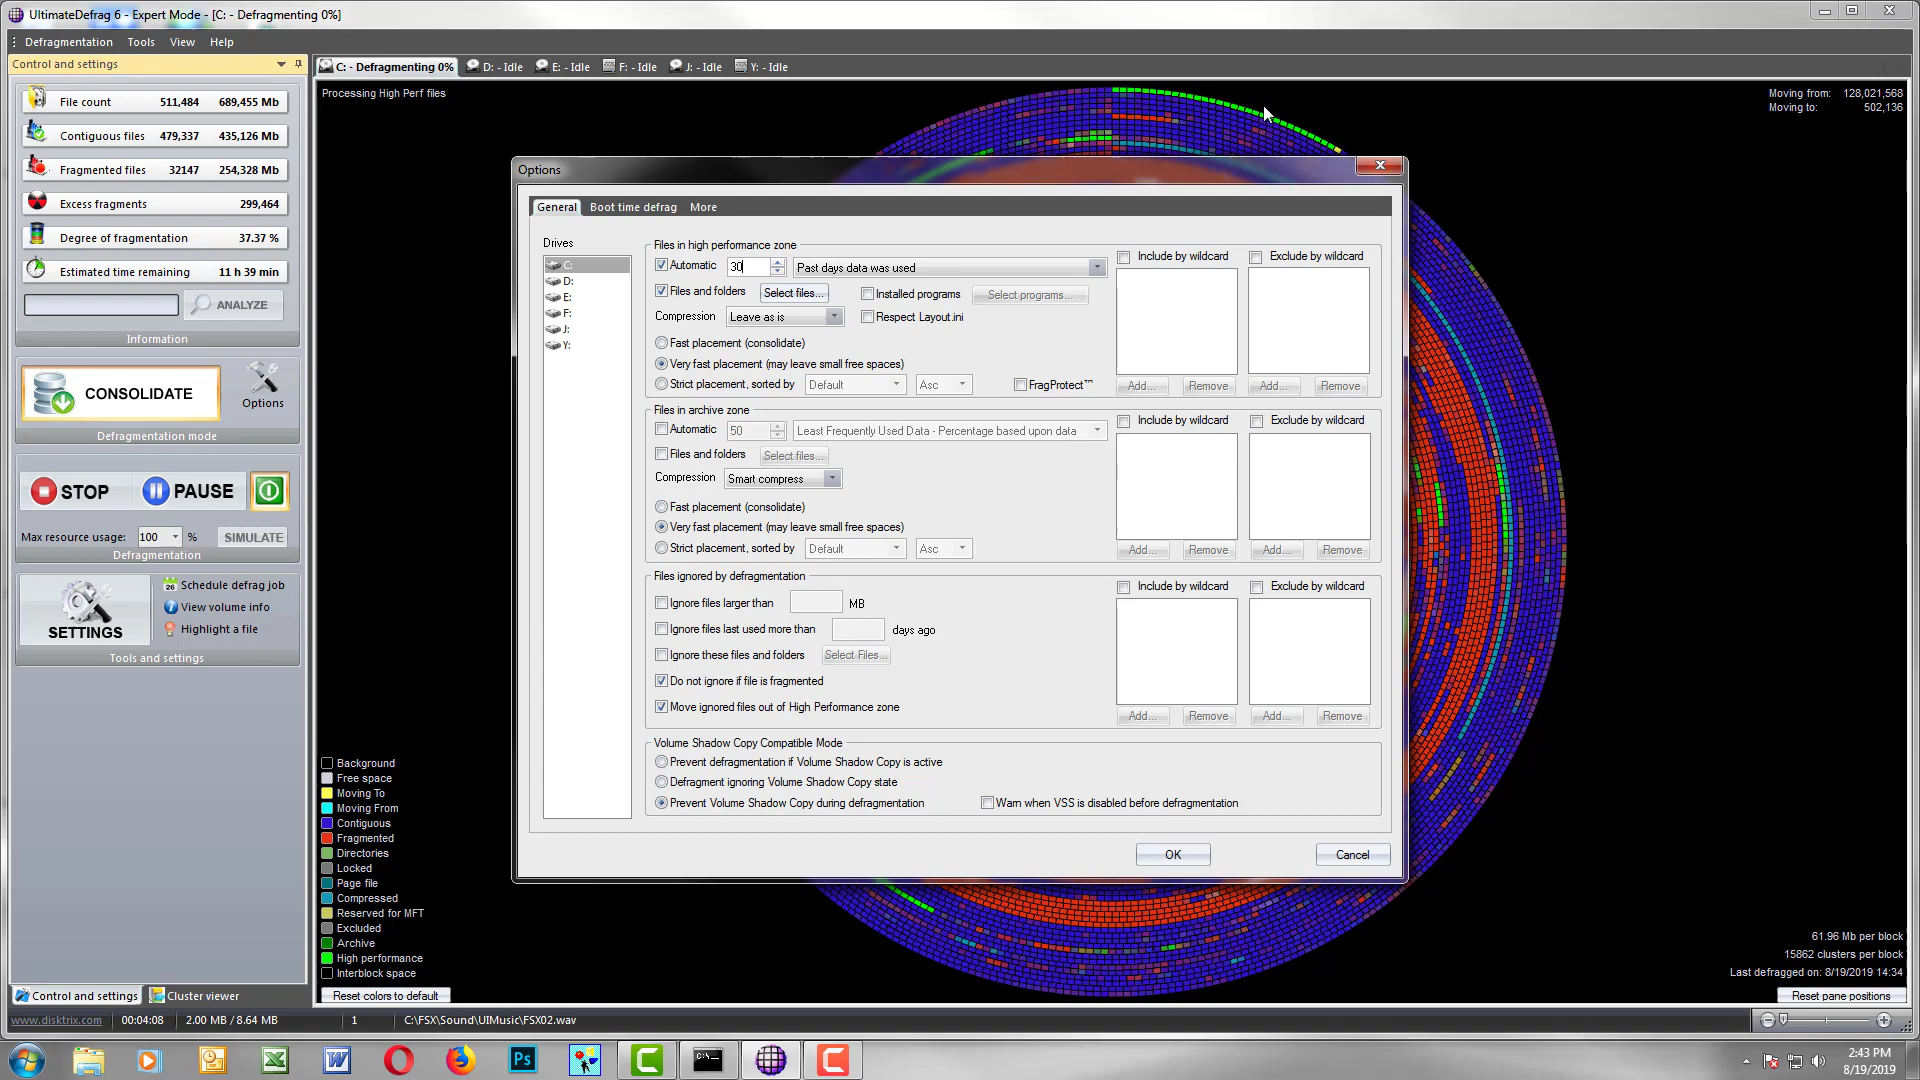 UltimateDefrag 6 - Expert Mode - [C: - Defragmenting 0%]
Defragmentation Tools View Help
Control and settings
C: - Defragmenting 0% D: - Idle E: - Idle F: - Idle J: - Idle Y: - Idle
File count 511,484 689,455 Mb
Contiguous files 479,337 435,126 Mb
Fragmented files 32147 254,328 Mb
Excess fragments 299,464
Degree of fragmentation 37.37 %
Estimated time remaining 11 h 39 min
ANALYZE
Information
CONSOLIDATE
Options
Defragmentation mode
STOP PAUSE
Max resource usage: 100 % SIMULATE
Defragmentation
SETTINGS
Schedule defrag job
View volume info
Highlight a file
Tools and settings
Control and settings Cluster viewer
Processing High Perf files
Moving from: 128,021,568
Moving to: 502,136
Options
General Boot time defrag More
Drives
C:
D:
E:
F:
J:
Y:
Files in high performance zone
Automatic 30 Past days data was used
Files and folders Select files... Installed programs Select programs...
Compression Leave as is Respect Layout.ini
Fast placement (consolidate)
Very fast placement (may leave small free spaces)
Strict placement, sorted by Default Asc FragProtect™
Include by wildcard Exclude by wildcard
Add... Remove Add... Remove
Files in archive zone
Automatic 50 Least Frequently Used Data - Percentage based upon data
Files and folders Select files...
Compression Smart compress
Fast placement (consolidate)
Very fast placement (may leave small free spaces)
Strict placement, sorted by Default Asc
Include by wildcard Exclude by wildcard
Add... Remove Add... Remove
Files ignored by defragmentation
Ignore files larger than MB
Ignore files last used more than days ago
Ignore these files and folders Select Files...
Do not ignore if file is fragmented
Move ignored files out of High Performance zone
Include by wildcard Exclude by wildcard
Add... Remove Add... Remove
Volume Shadow Copy Compatible Mode
Prevent defragmentation if Volume Shadow Copy is active
Defragment ignoring Volume Shadow Copy state
Prevent Volume Shadow Copy during defragmentation Warn when VSS is disabled before defragmentation
OK Cancel
Background
Free space
Moving To
Moving From
Contiguous
Fragmented
Directories
Locked
Page file
Compressed
Reserved for MFT
Excluded
Archive
High performance
Interblock space
Reset colors to default
61.96 Mb per block
15862 clusters per block
Last defragged on: 8/19/2019 14:34
Reset pane positions
www.disktrix.com 00:04:08 2.00 MB / 8.64 MB 1 C:\FSX\Sound\UIMusic\FSX02.wav
2:43 PM
8/19/2019